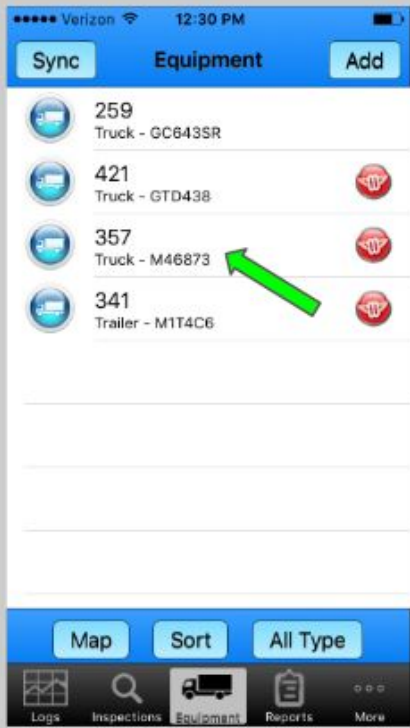 Verizon 12:30 PM
Sync Equipment Add
259
Truck - GC643SR
421
Truck - GTD438
357
Truck - M46873
341
Trailer - M1T4C6
Map Sort All Type
Logs Inspections Equipment Reports More